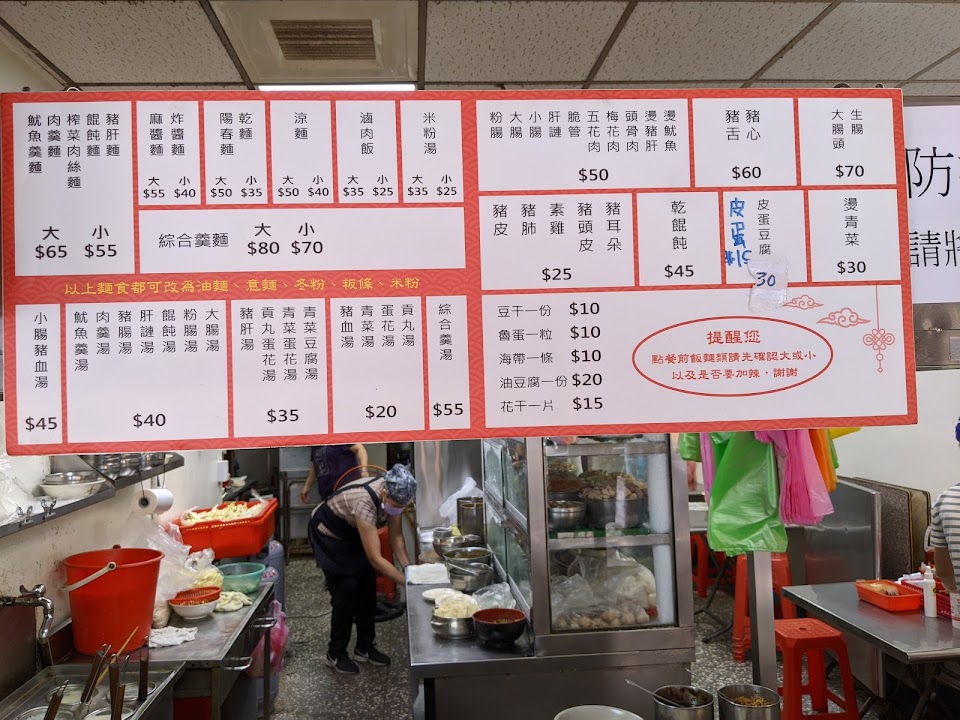 豬肝麵
餛飩麵
榨菜肉絲麵
肉羹麵
魷魚羹麵
大 小
$65 $55
炸醬麵
麻醬麵
大 小
$55 $40
乾麵
陽春麵
大 小
$50 $35
涼麵
大 小
$50 $40
滷肉飯
大 小
$35 $25
米粉湯
大 小
$35 $25
綜合羹麵
大 小
$80 $70
以上麵食都可改為油麵、意麵、冬粉、板條、米粉
小腸豬血湯
$45
大腸湯
粉腸湯
餛飩湯
肝膶湯
豬腸湯
肉羹湯
魷魚羹湯
$40
青菜豆腐湯
青菜蛋花湯
貢丸蛋花湯
豬肝湯
$35
貢丸湯
蛋花湯
青菜湯
豬血湯
$20
綜合羹湯
$55
燙魷魚
燙豬肝
頭骨肉
梅花肉
五花肉
脆管
肝膶
小腸
大腸
粉腸
$50
豬心
豬舌
$60
生腸
大腸頭
$70
豬耳朵
豬頭皮
素雞
豬肺
豬皮
$25
乾餛飩
$45
皮蛋豆腐
30
皮蛋
$15
燙青菜
$30
豆干一份 $10
魯蛋一粒 $10
海帶一條 $10
油豆腐一份 $20
花干一片 $15
提醒您
點餐前飯麵類請先確認大或小
以及是否要加辣，謝謝
防
請將